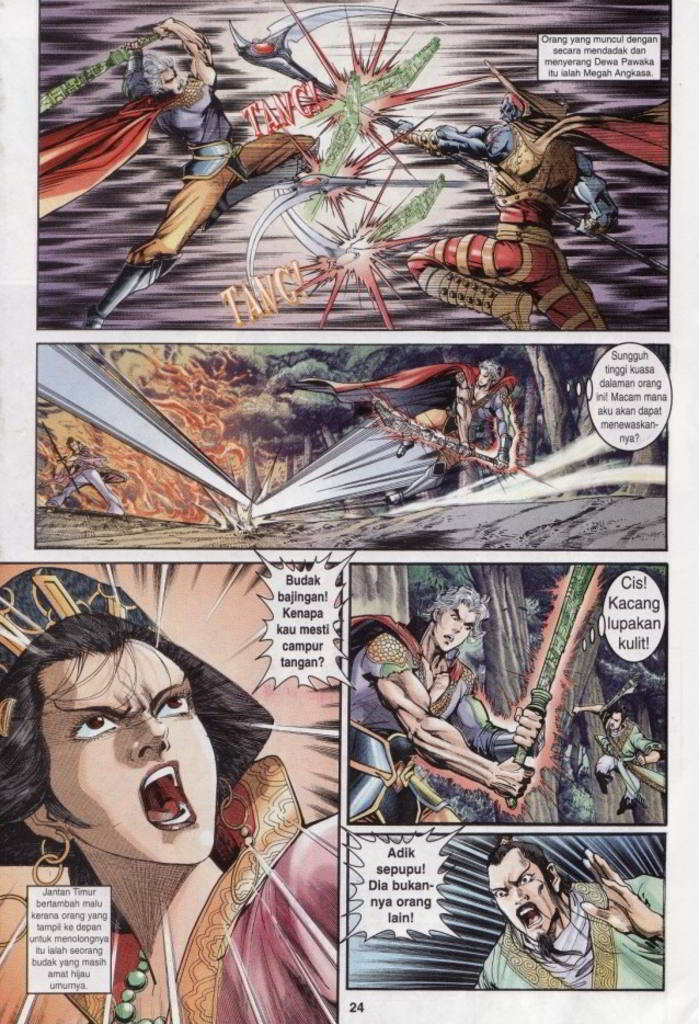 Orang yang muncul dengan
secara mendadak dan
menyerang Dewa Pawaka
itu ialah Megah Angkasa.
TANG!
TANG!
Sungguh
tinggi kuasa
dalaman orang
ini! Macam mana
aku akan dapat
menewaskan-
nya?
Budak
bajingan!
Kenapa
kau mesti
campur
tangan?
Jantan Timur
bertambah malu
kerana orang yang
tampil ke depan
untuk menolongnya
itu ialah seorang
budak yang masih
amat hijau
umurnya.
Cis!
Kacang
lupakan
kulit!
Adik
sepupu!
Dia bukan-
nya orang
lain!
24